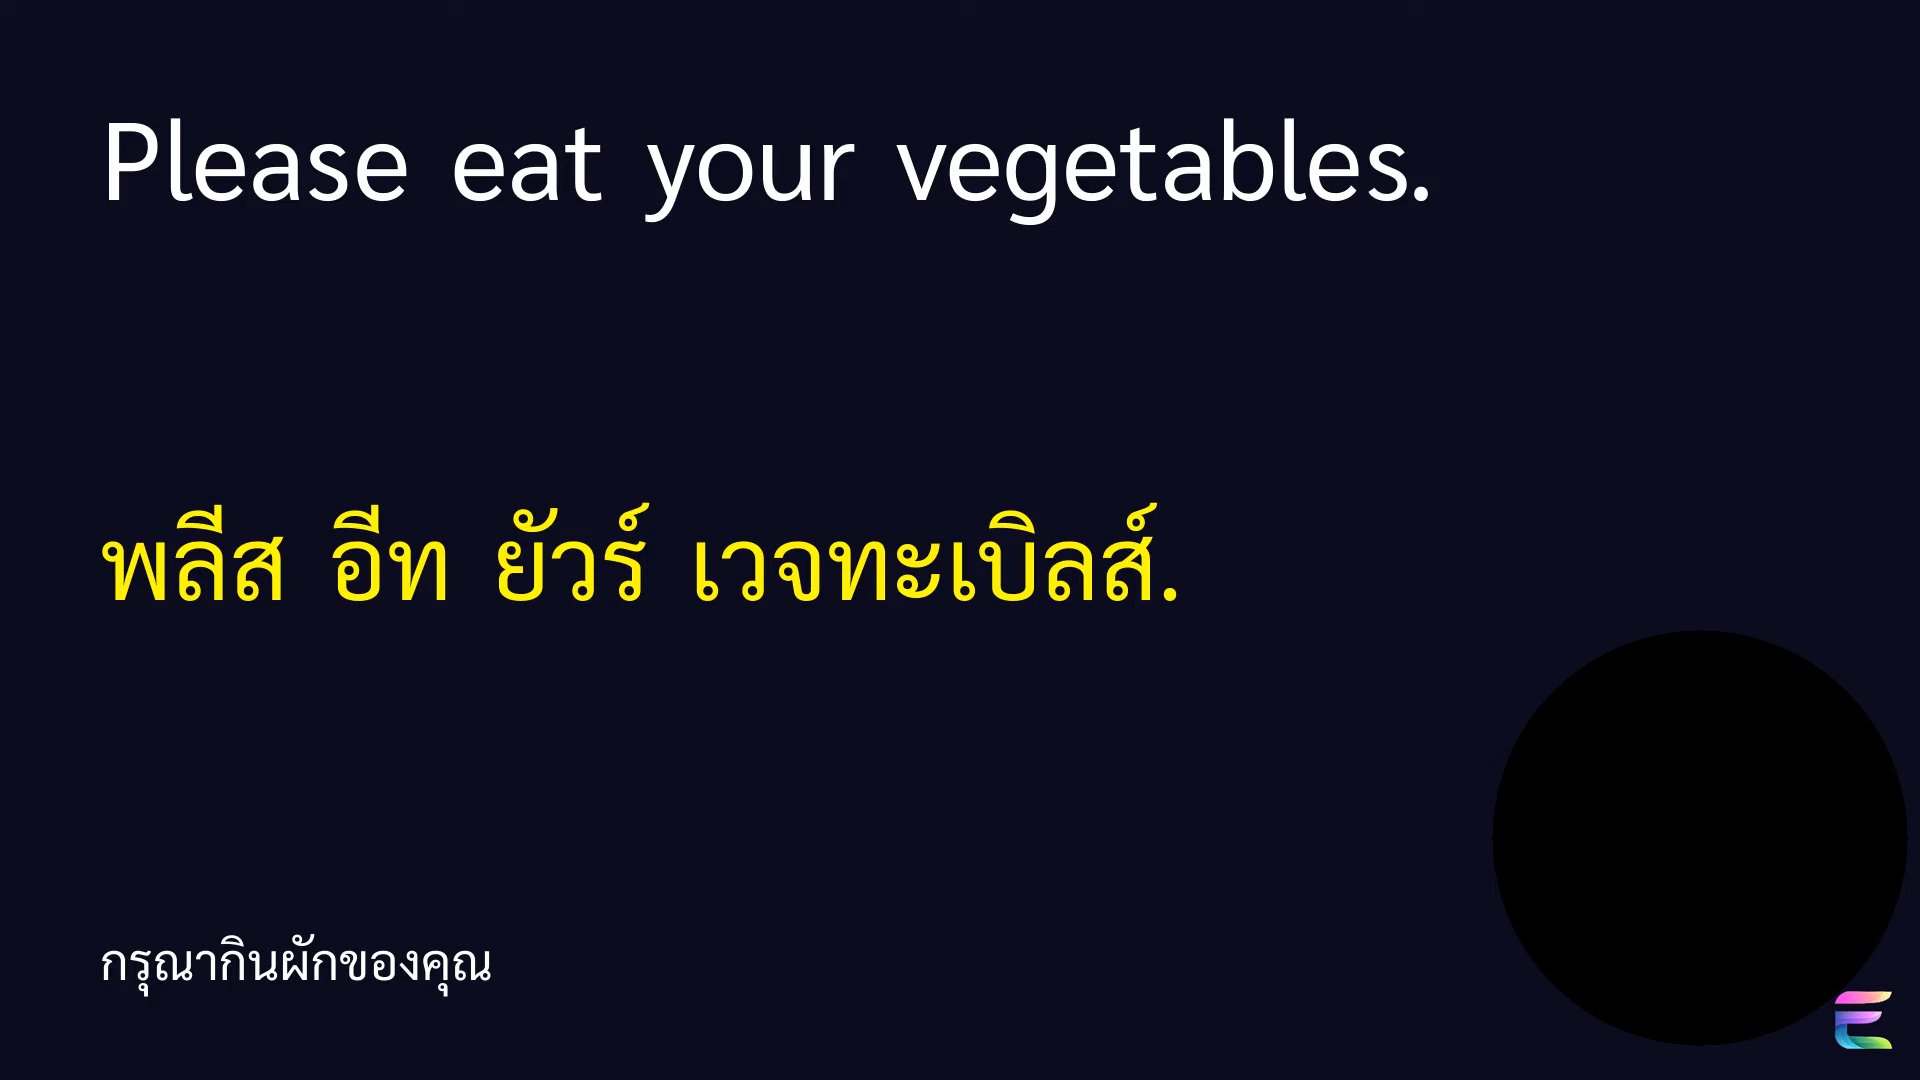 Please eat your vegetables.
พลีส อีท ยัวร์ เวจทะเบิลส์.
กรุณากินผักของคุณ